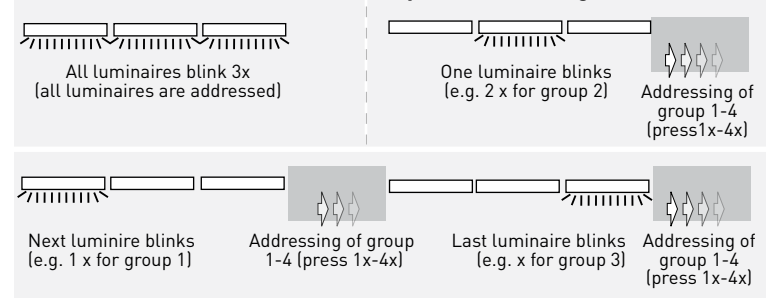 All luminaires blink 3x
(all luminaires are addressed)
One luminaire blinks
(e.g. 2 x for group 2)
Addressing of
group 1-4
(press1x-4x)
Next luminire blinks
(e.g. 1 x for group 1)
Addressing of group
1-4 (press 1x-4x)
Last luminaire blinks
(e.g. x for group 3)
Addressing of
group 1-4
(press 1x-4x)